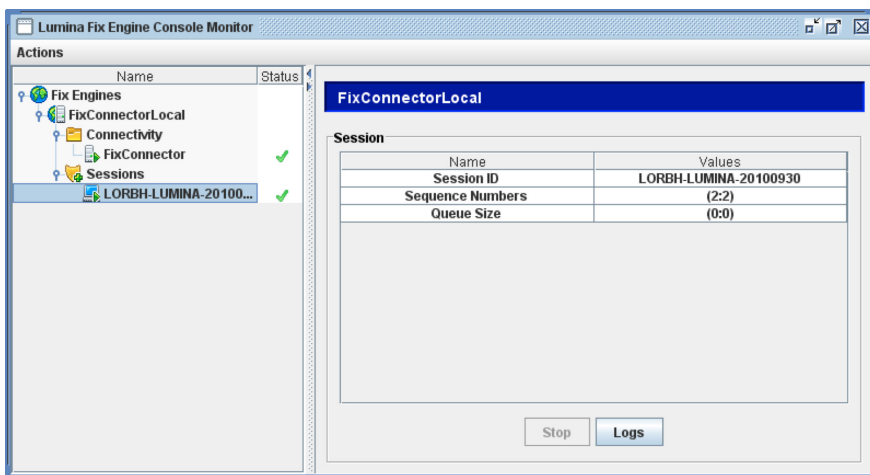 Lumina Fix Engine Console Monitor
Actions
Name Status
Fix Engines
FixConnectorLocal
Connectivity
FixConnector
Sessions
LORBH-LUMINA-20100...
FixConnectorLocal
Session
Name Values
Session ID LORBH-LUMINA-20100930
Sequence Numbers (2:2)
Queue Size (0:0)
Stop Logs